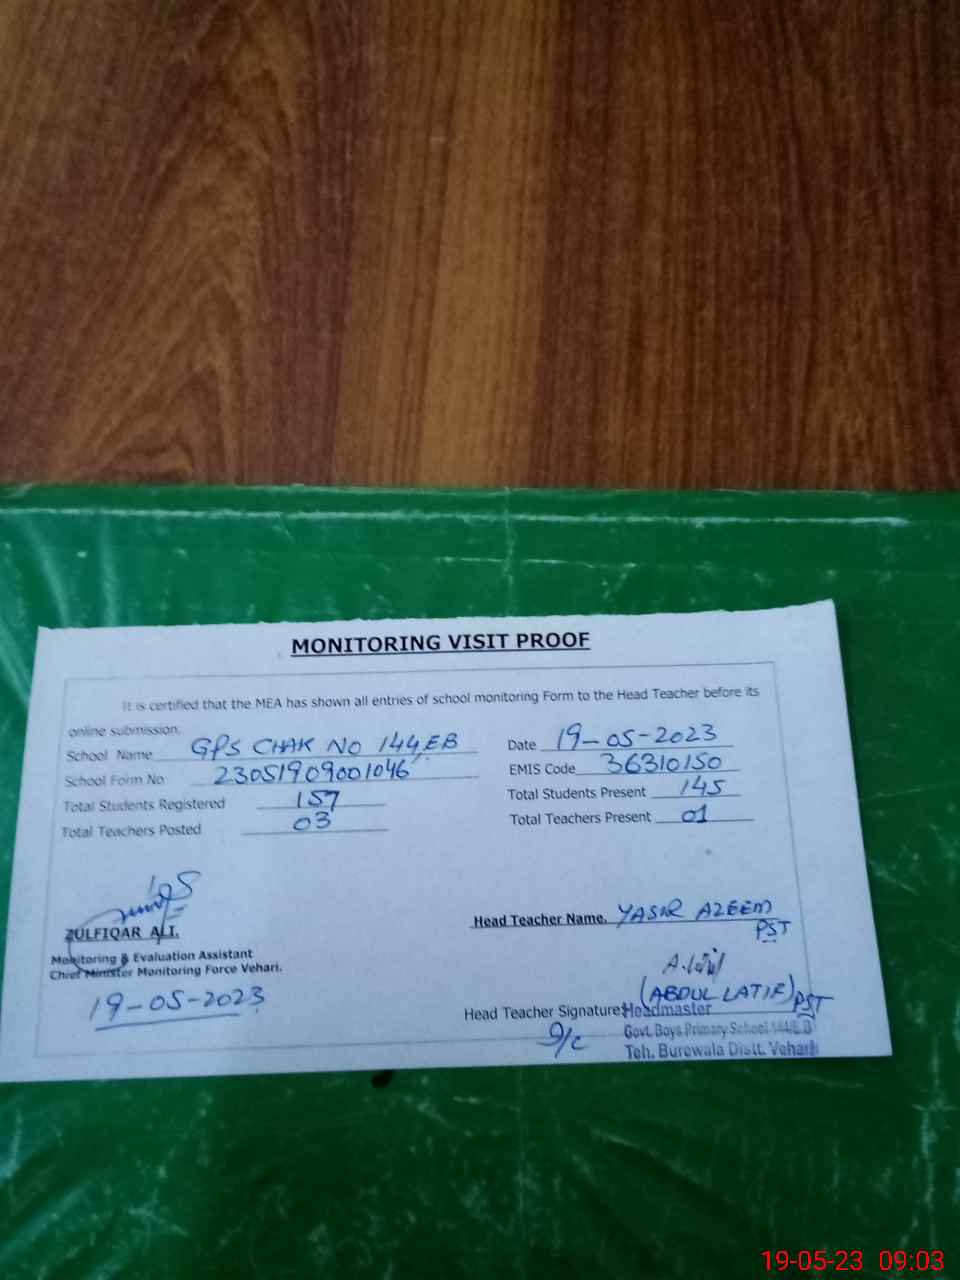 MONITORING VISIT PROOF
It is certified that the MEA has shown all entries of school monitoring Form to the Head Teacher before its
online submission.
School Name GPS CHAK NO 144,EB
Date 19-05-2023
School Form No 23051909001046
EMIS Code 36310150
Total Students Registered 157
Total Students Present 145
Total Teachers Posted 03
Total Teachers Present 01
ZULFIQAR ALI.
Monitoring & Evaluation Assistant
Chief Minister Monitoring Force Vehari.
19-05-2023
Head Teacher Name. YASIR AZEEM
PST
(ABDUL LATIF) PST
Head Teacher Signature Headmaster
I/c
Govt. Boys Primary School 144/E.B
Teh. Burewala Distt. Vehari
19-05-23 09:03